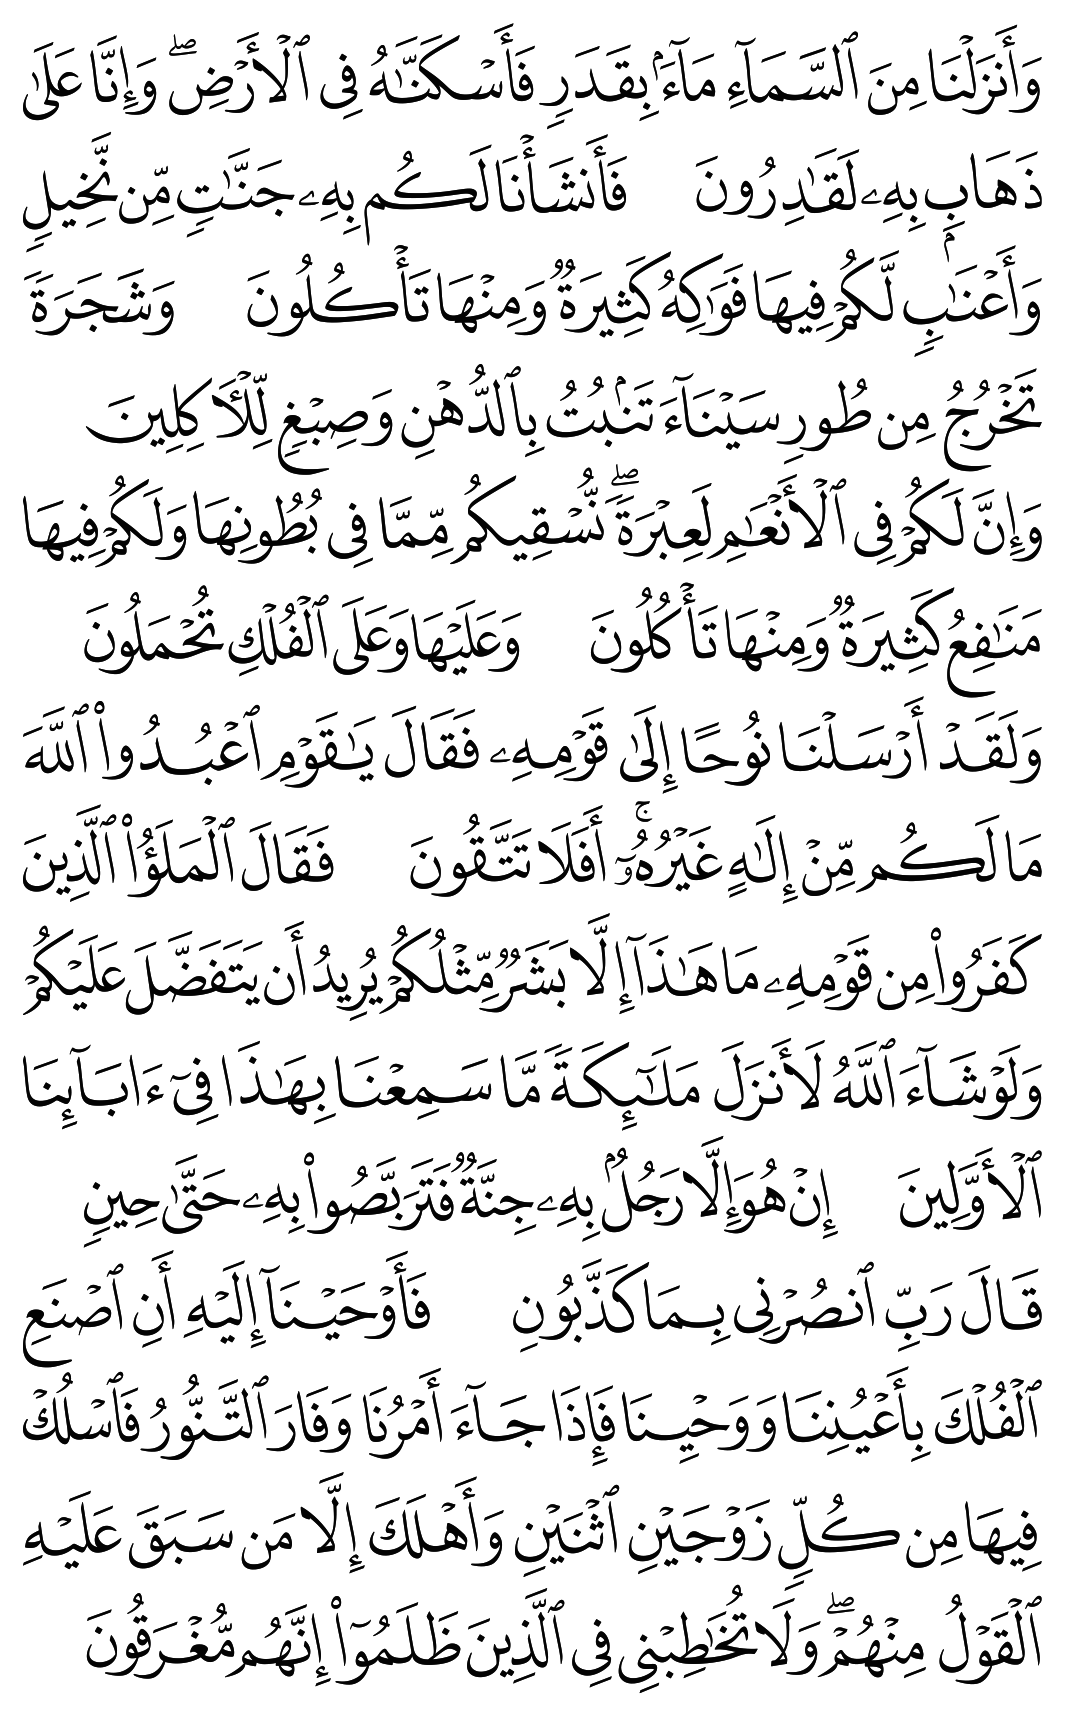 وَأَنزَلۡنَا مِنَ ٱلسَّمَآءِ مَآءَۢ بِقَدَرٖ فَأَسۡكَنَّٰهُ فِي ٱلۡأَرۡضِۖ وَإِنَّا عَلَىٰ
ذَهَابِۭ بِهِۦ لَقَٰدِرُونَ فَأَنشَأۡنَا لَكُم بِهِۦ جَنَّٰتٖ مِّن نَّخِيلٖ
وَأَعۡنَٰبٖ لَّكُمۡ فِيهَا فَوَٰكِهُ كَثِيرَةٞ وَمِنۡهَا تَأۡكُلُونَ وَشَجَرَةٗ
تَخۡرُجُ مِن طُورِ سَيۡنَآءَ تَنۢبُتُ بِٱلدُّهۡنِ وَصِبۡغٖ لِّلۡأٓكِلِينَ
وَإِنَّ لَكُمۡ فِي ٱلۡأَنۡعَٰمِ لَعِبۡرَةٗۖ نُّسۡقِيكُم مِّمَّا فِي بُطُونِهَا وَلَكُمۡ فِيهَا
مَنَٰفِعُ كَثِيرَةٞ وَمِنۡهَا تَأۡكُلُونَ وَعَلَيۡهَا وَعَلَى ٱلۡفُلۡكِ تُحۡمَلُونَ
وَلَقَدۡ أَرۡسَلۡنَا نُوحًا إِلَىٰ قَوۡمِهِۦ فَقَالَ يَٰقَوۡمِ ٱعۡبُدُواْ ٱللَّهَ
مَا لَكُم مِّنۡ إِلَٰهٍ غَيۡرُهُۥٓۚ أَفَلَا تَتَّقُونَ فَقَالَ ٱلۡمَلَؤُاْ ٱلَّذِينَ
كَفَرُواْ مِن قَوۡمِهِۦ مَا هَٰذَآ إِلَّا بَشَرٞ مِّثۡلُكُمۡ يُرِيدُ أَن يَتَفَضَّلَ عَلَيۡكُمۡ
وَلَوۡ شَآءَ ٱللَّهُ لَأَنزَلَ مَلَٰٓئِكَةٗ مَّا سَمِعۡنَا بِهَٰذَا فِيٓ ءَابَآئِنَا
ٱلۡأَوَّلِينَ إِنۡ هُوَ إِلَّا رَجُلُۢ بِهِۦ جِنَّةٞ فَتَرَبَّصُواْ بِهِۦ حَتَّىٰ حِينٖ
قَالَ رَبِّ ٱنصُرۡنِي بِمَا كَذَّبُونِ فَأَوۡحَيۡنَآ إِلَيۡهِ أَنِ ٱصۡنَعِ
ٱلۡفُلۡكَ بِأَعۡيُنِنَا وَوَحۡيِنَا فَإِذَا جَآءَ أَمۡرُنَا وَفَارَ ٱلتَّنُّورُ فَٱسۡلُكۡ
فِيهَا مِن كُلّٖ زَوۡجَيۡنِ ٱثۡنَيۡنِ وَأَهۡلَكَ إِلَّا مَن سَبَقَ عَلَيۡهِ
ٱلۡقَوۡلُ مِنۡهُمۡۖ وَلَا تُخَٰطِبۡنِي فِي ٱلَّذِينَ ظَلَمُوٓاْ إِنَّهُم مُّغۡرَقُونَ